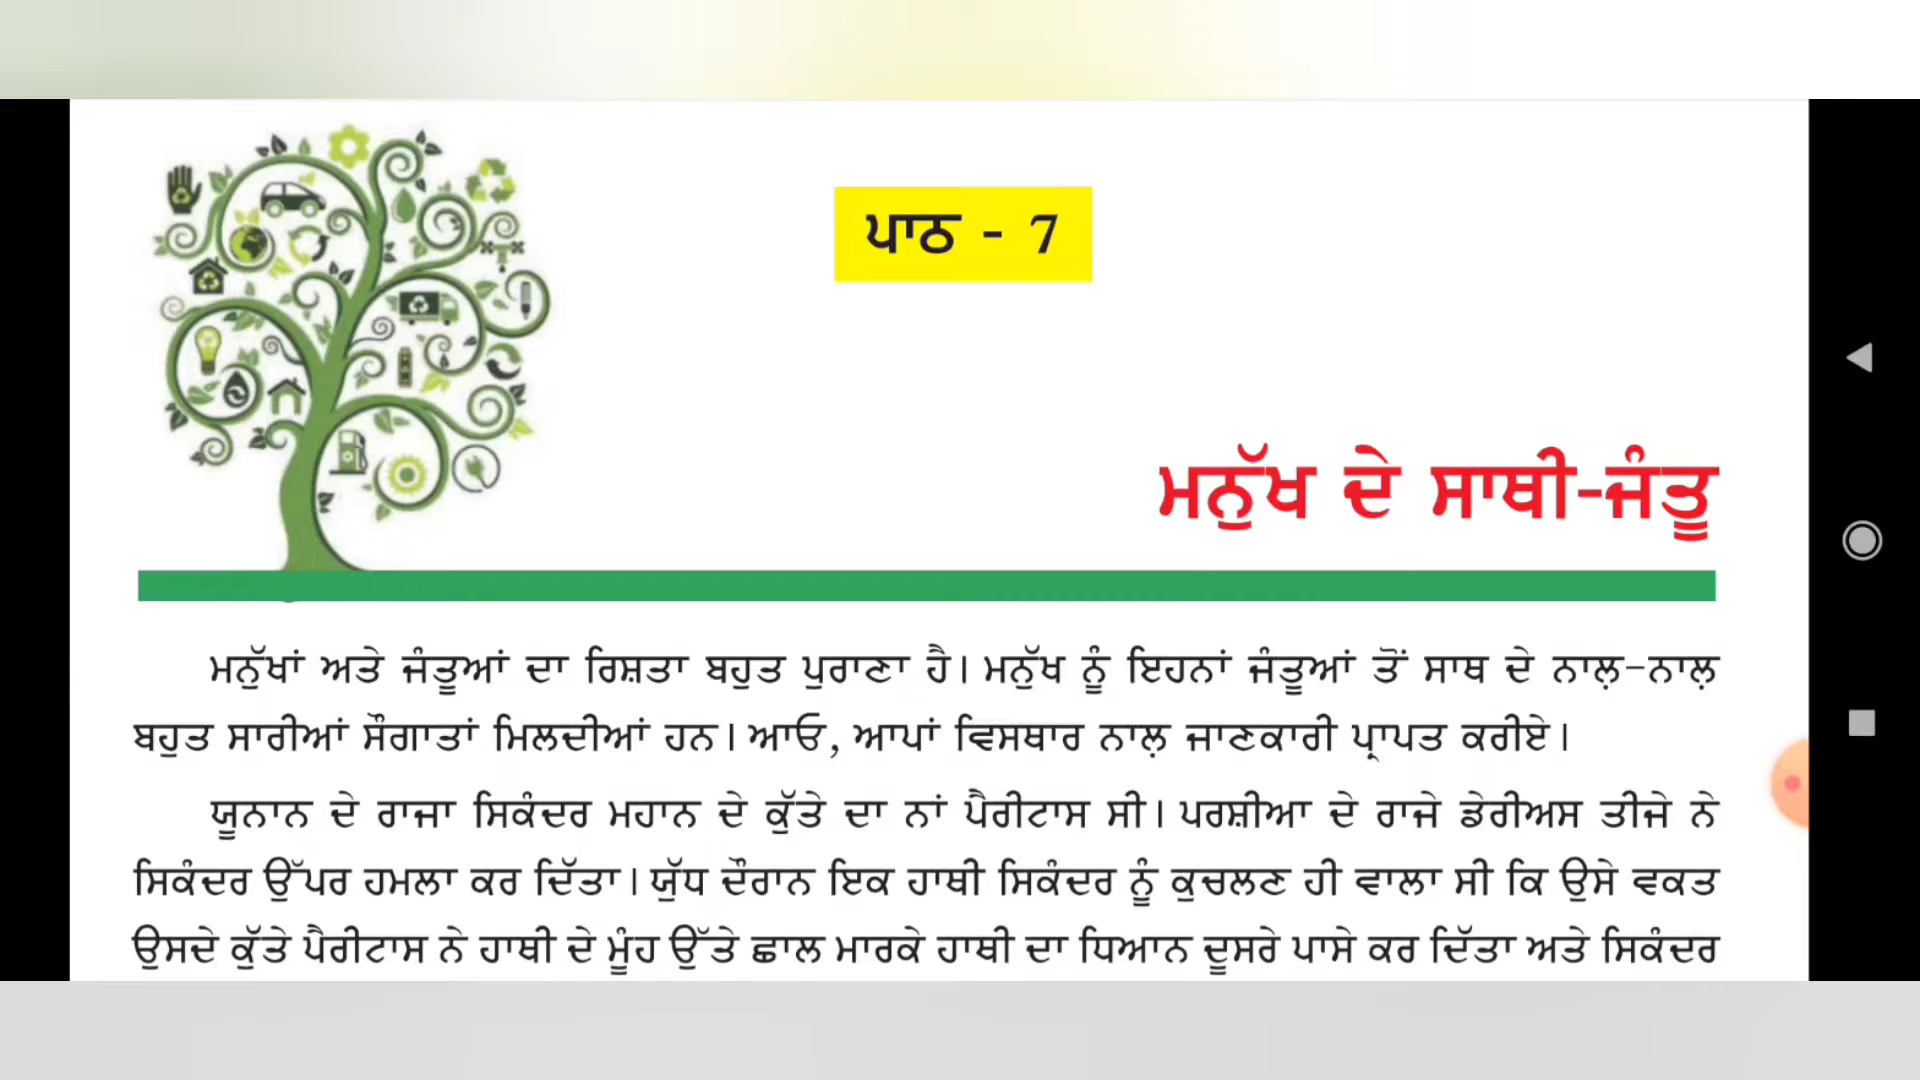 ਪਾਠ - 7
ਮਨੁੱਖ ਦੇ ਸਾਥੀ-ਜੰਤੂ
ਮਨੁੱਖਾਂ ਅਤੇ ਜੰਤੂਆਂ ਦਾ ਰਿਸ਼ਤਾ ਬਹੁਤ ਪੁਰਾਣਾ ਹੈ। ਮਨੁੱਖ ਨੂੰ ਇਹਨਾਂ ਜੰਤੂਆਂ ਤੋਂ ਸਾਥ ਦੇ ਨਾਲ਼-ਨਾਲ਼
ਬਹੁਤ ਸਾਰੀਆਂ ਸੌਗਾਤਾਂ ਮਿਲਦੀਆਂ ਹਨ। ਆਓ, ਆਪਾਂ ਵਿਸਥਾਰ ਨਾਲ਼ ਜਾਣਕਾਰੀ ਪ੍ਰਾਪਤ ਕਰੀਏ।
ਯੂਨਾਨ ਦੇ ਰਾਜਾ ਸਿਕੰਦਰ ਮਹਾਨ ਦੇ ਕੁੱਤੇ ਦਾ ਨਾਂ ਪੈਰੀਟਾਸ ਸੀ। ਪਰਸ਼ੀਆ ਦੇ ਰਾਜੇ ਡੇਰੀਅਸ ਤੀਜੇ ਨੇ
ਸਿਕੰਦਰ ਉੱਪਰ ਹਮਲਾ ਕਰ ਦਿੱਤਾ। ਯੁੱਧ ਦੌਰਾਨ ਇਕ ਹਾਥੀ ਸਿਕੰਦਰ ਨੂੰ ਕੁਚਲਣ ਹੀ ਵਾਲਾ ਸੀ ਕਿ ਉਸੇ ਵਕਤ
ਉਸਦੇ ਕੁੱਤੇ ਪੈਰੀਟਾਸ ਨੇ ਹਾਥੀ ਦੇ ਮੂੰਹ ਉੱਤੇ ਛਾਲ ਮਾਰਕੇ ਹਾਥੀ ਦਾ ਧਿਆਨ ਦੂਸਰੇ ਪਾਸੇ ਕਰ ਦਿੱਤਾ ਅਤੇ ਸਿਕੰਦਰ